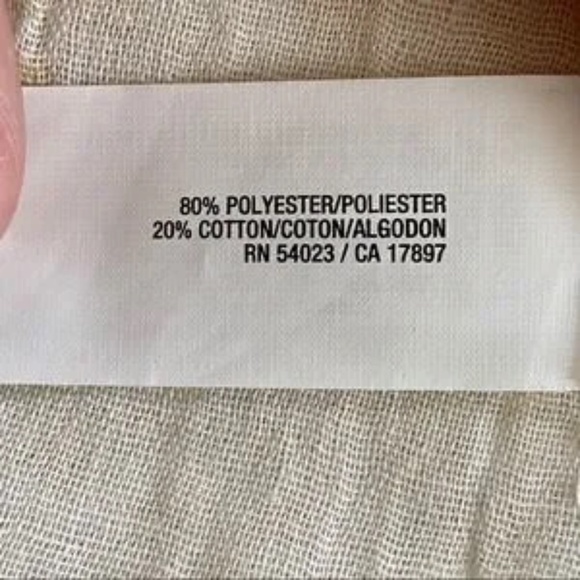 80% POLYESTER/POLIESTER
20% COTTON/COTON/ALGODON
RN 54023 / CA 17897